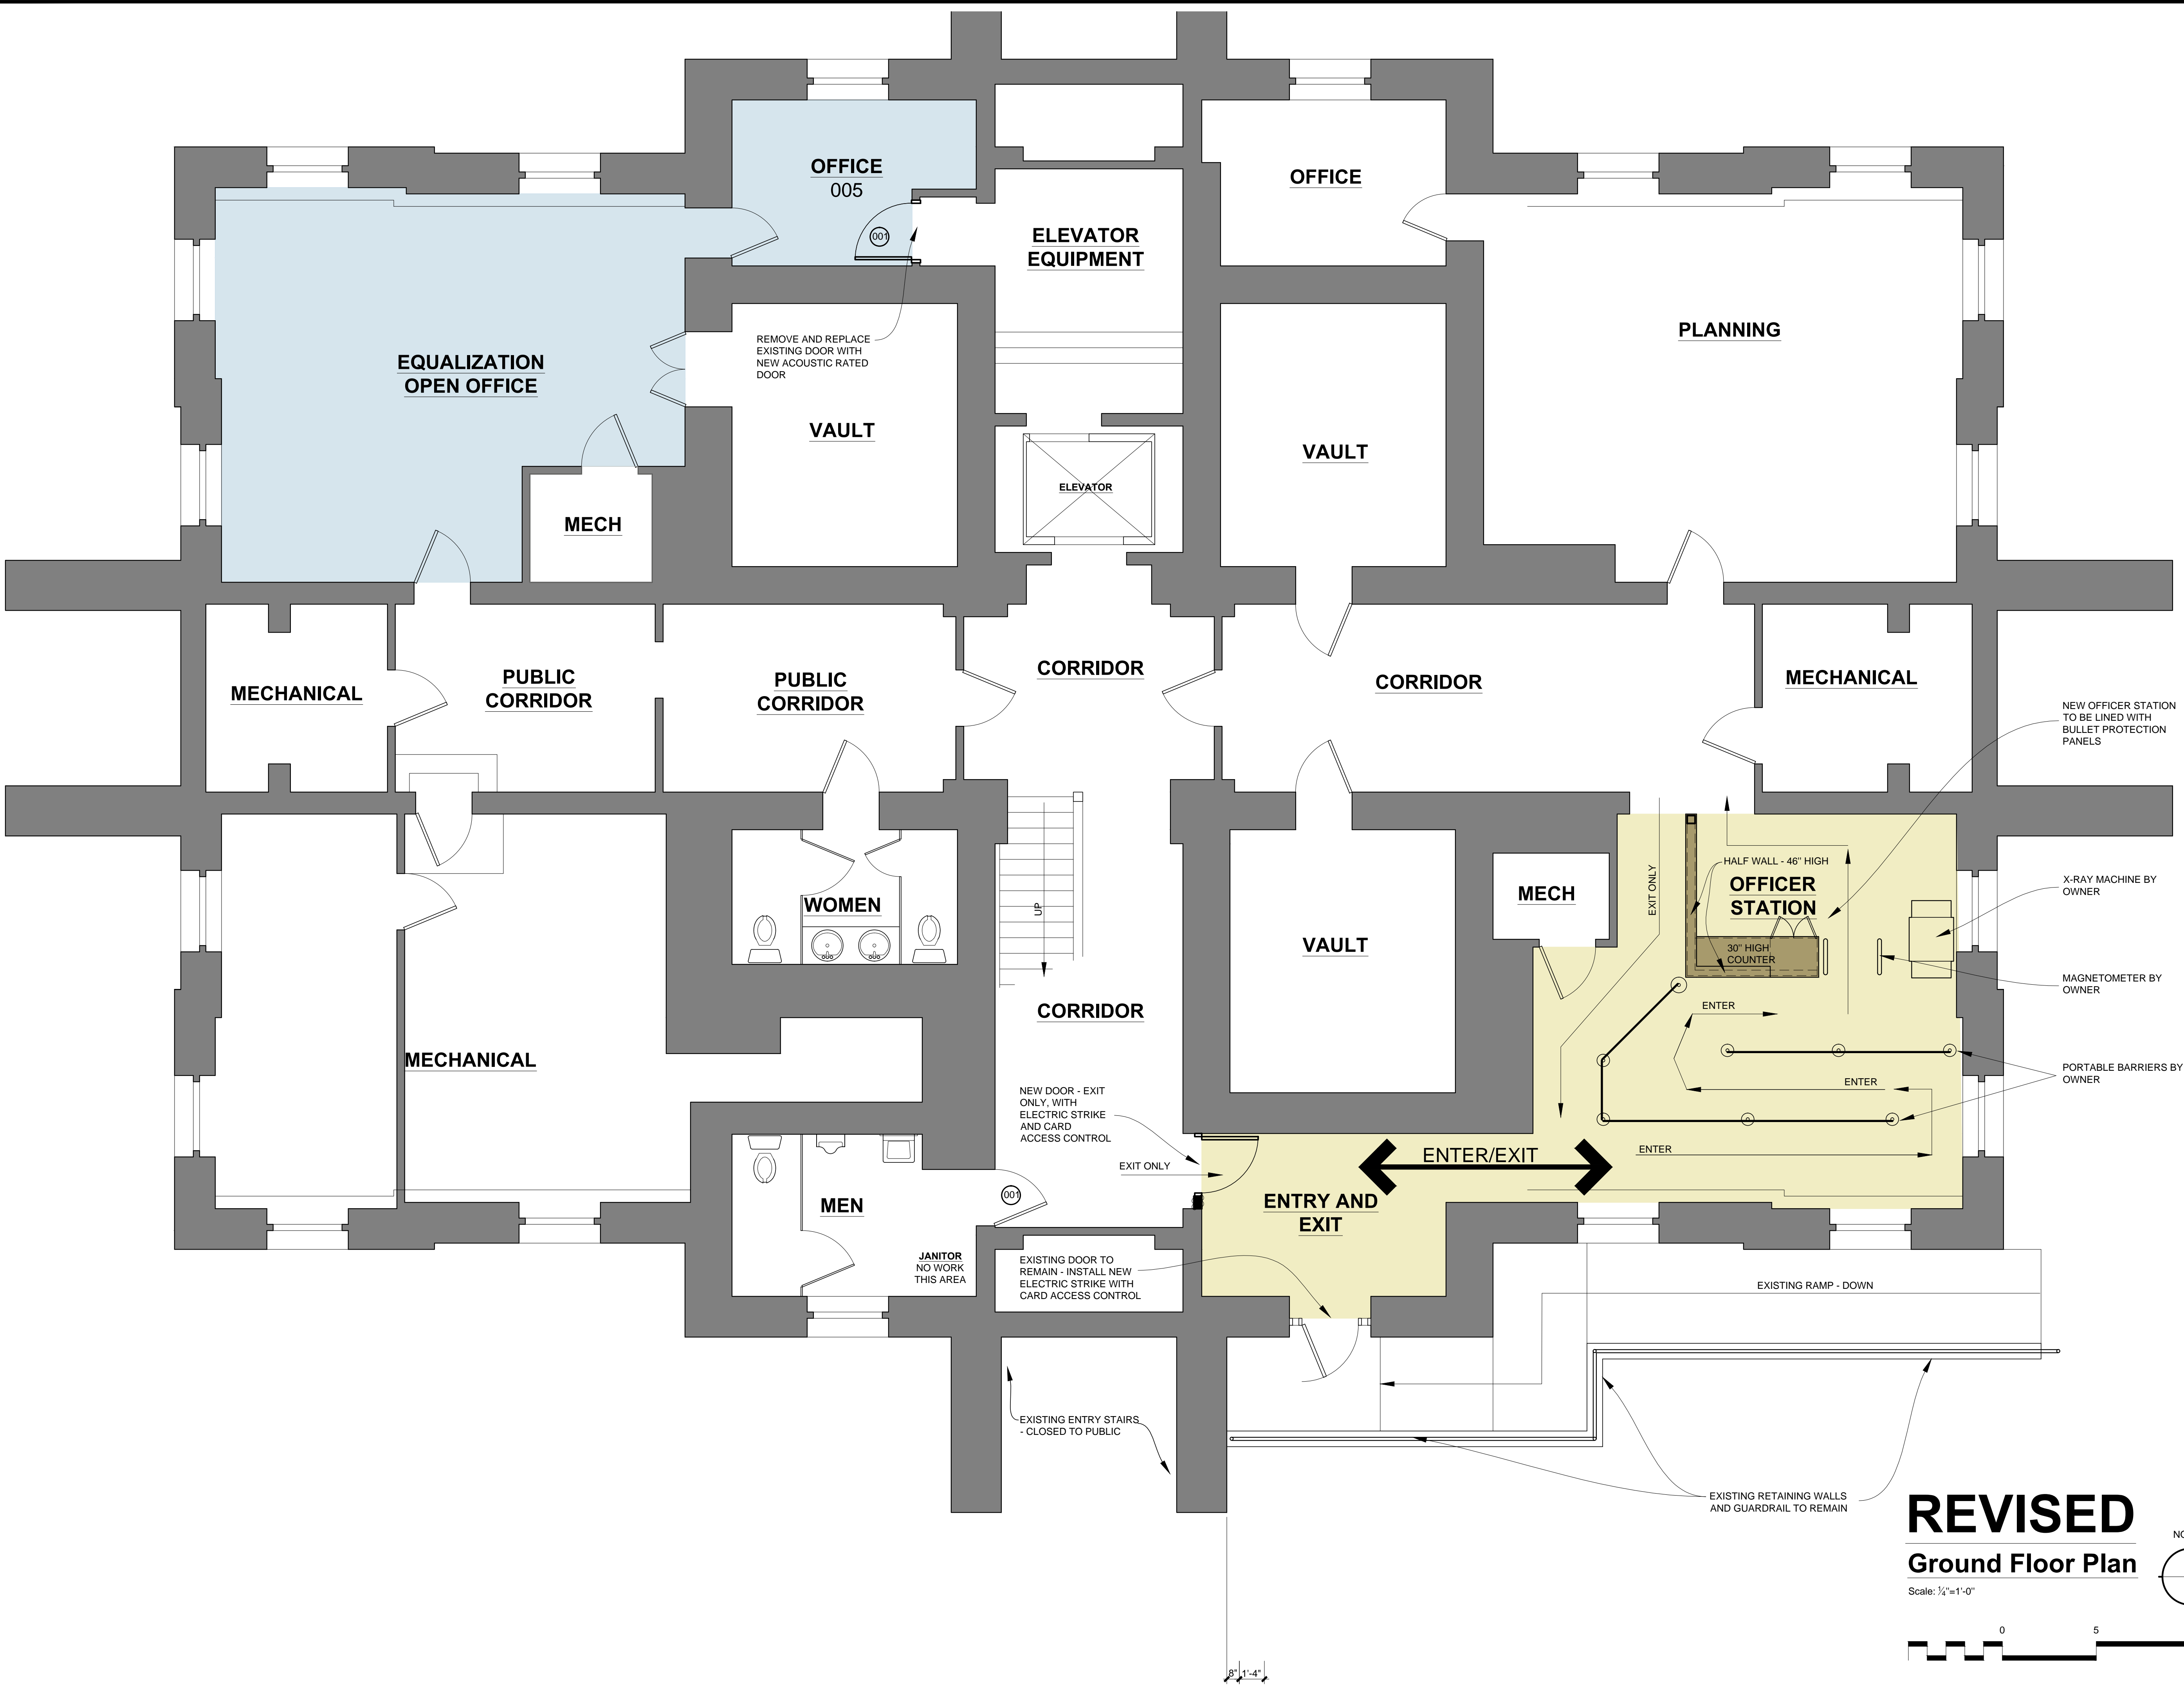 OFFICE
005
001
OFFICE
ELEVATOR
EQUIPMENT
EQUALIZATION
OPEN OFFICE
REMOVE AND REPLACE
EXISTING DOOR WITH
NEW ACOUSTIC RATED
DOOR
VAULT
VAULT
PLANNING
ELEVATOR
MECH
MECHANICAL
PUBLIC
CORRIDOR
PUBLIC
CORRIDOR
CORRIDOR
CORRIDOR
MECHANICAL
NEW OFFICER STATION
TO BE LINED WITH
BULLET PROTECTION
PANELS
WOMEN
UP
VAULT
MECH
EXIT ONLY
HALF WALL - 46" HIGH
OFFICER
STATION
30" HIGH
COUNTER
X-RAY MACHINE BY
OWNER
MAGNETOMETER BY
OWNER
ENTER
PORTABLE BARRIERS BY
OWNER
ENTER
ENTER
MECHANICAL
CORRIDOR
NEW DOOR - EXIT
ONLY, WITH
ELECTRIC STRIKE
AND CARD
ACCESS CONTROL
EXIT ONLY
ENTER/EXIT
ENTRY AND
EXIT
001
MEN
JANITOR
NO WORK
THIS AREA
EXISTING DOOR TO
REMAIN - INSTALL NEW
ELECTRIC STRIKE WITH
CARD ACCESS CONTROL
EXISTING RAMP - DOWN
EXISTING ENTRY STAIRS
- CLOSED TO PUBLIC
EXISTING RETAINING WALLS
AND GUARDRAIL TO REMAIN
REVISED
Ground Floor Plan
Scale: ¼"=1'-0"
0 5
8" 1'-4"